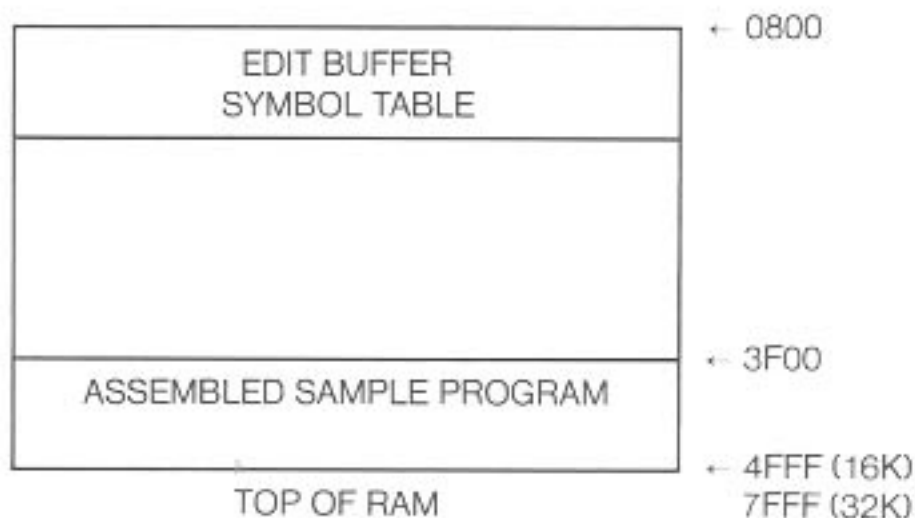 ← 0800
EDIT BUFFER
SYMBOL TABLE
← 3F00
ASSEMBLED SAMPLE PROGRAM
← 4FFF (16K)
TOP OF RAM
7FFF (32K)